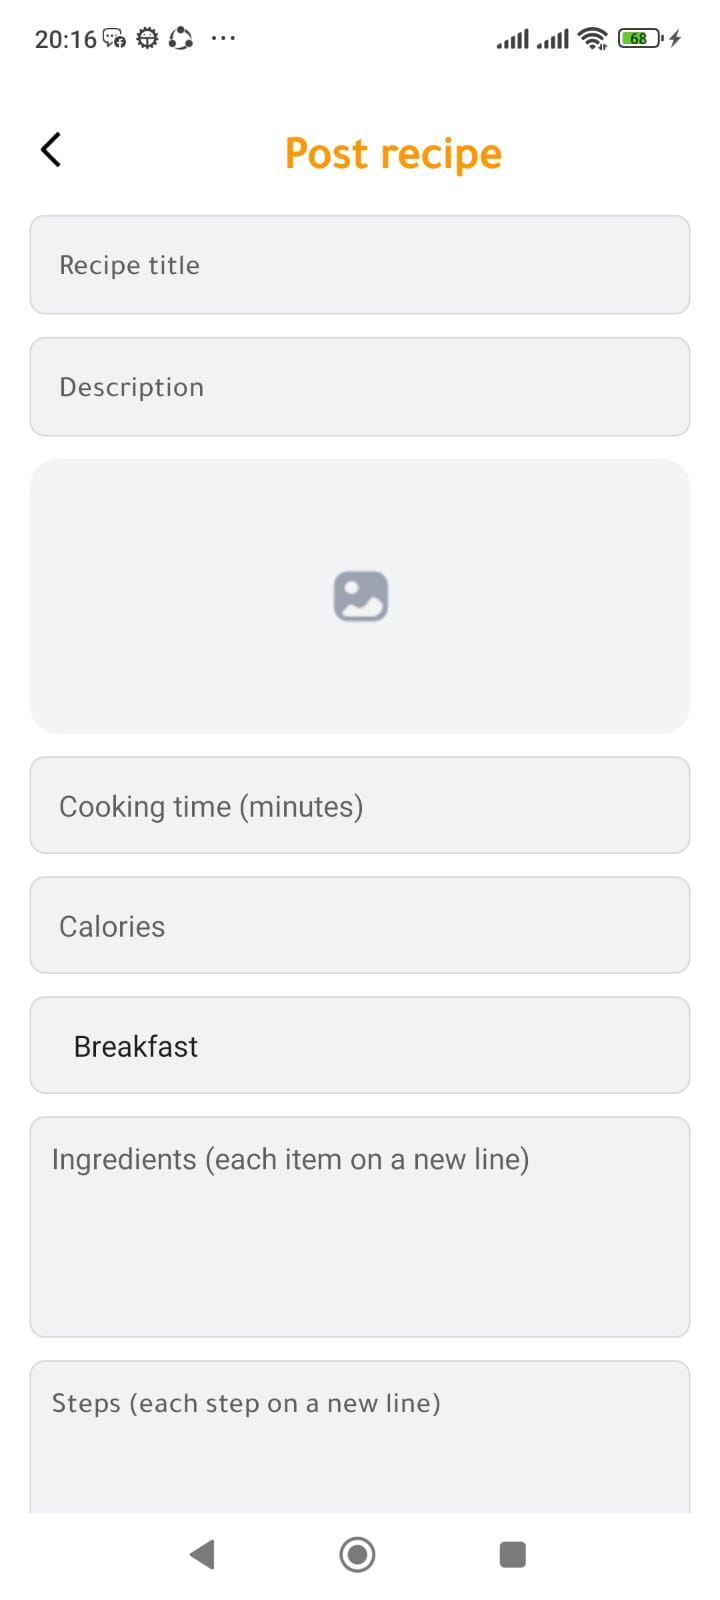 20:16
68
Post recipe
Recipe title
Description
Cooking time (minutes)
Calories
Breakfast
Ingredients (each item on a new line)
Steps (each step on a new line)